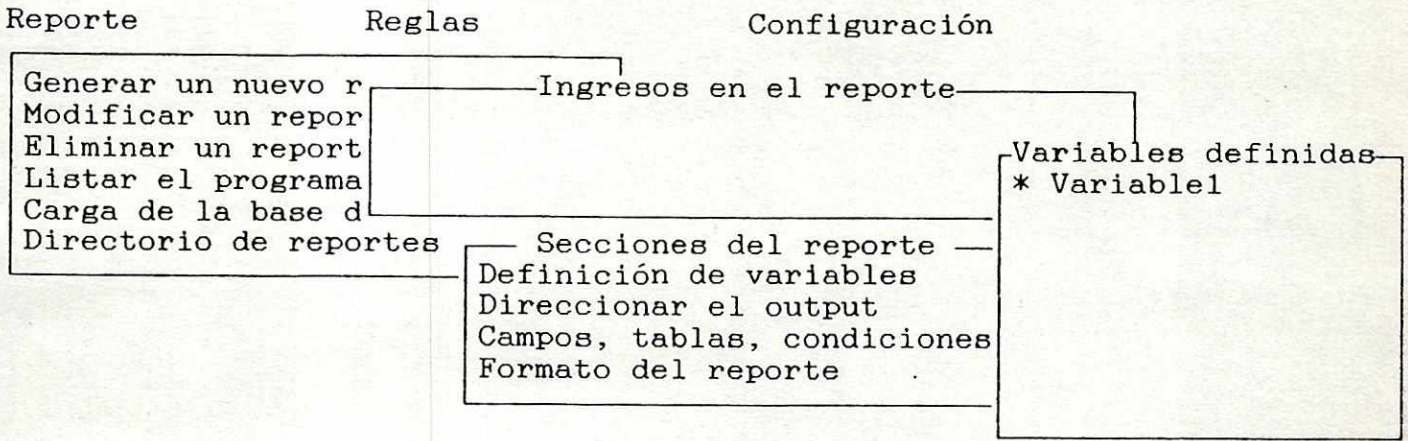 Reporte Reglas Configuración
Generar un nuevo r
Modificar un repor
Eliminar un report
Listar el programa
Carga de la base d
Directorio de reportes
Ingresos en el reporte
Variables definidas
* Variable1
Secciones del reporte
Definición de variables
Direccionar el output
Campos, tablas, condiciones
Formato del reporte